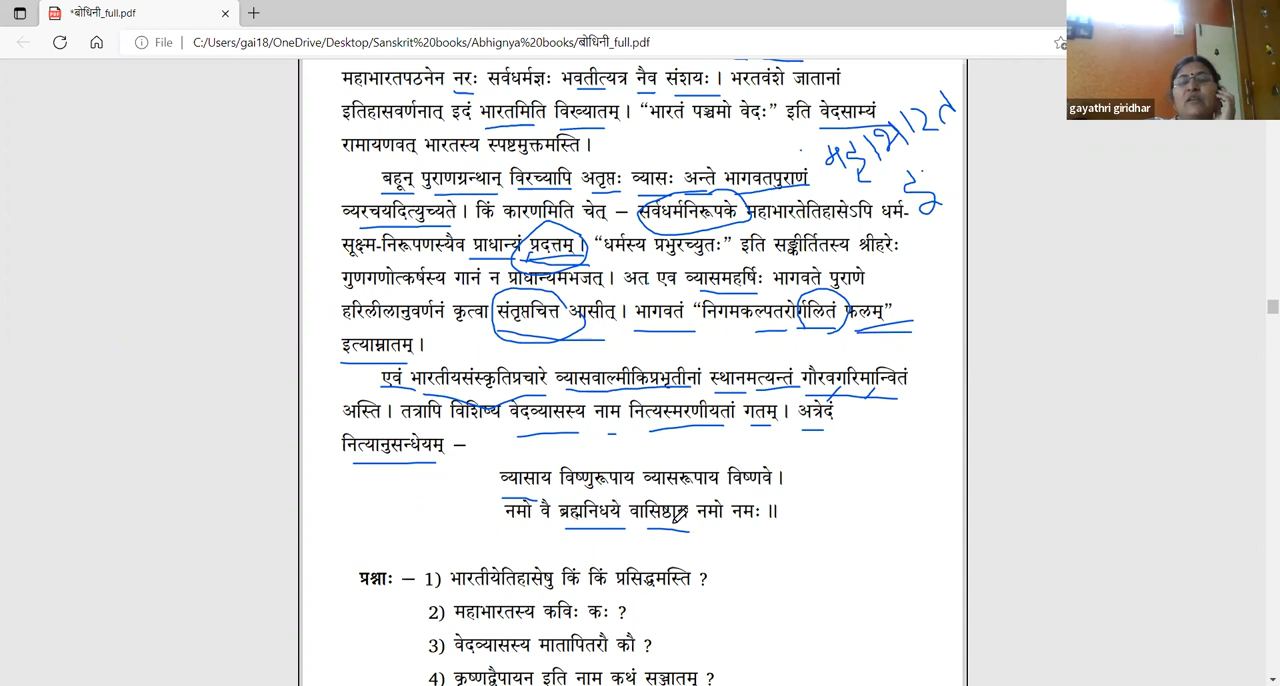 *बोधिनी_full.pdf
File C:/Users/gai18/OneDrive/Desktop/Sanskrit%20books/Abhignya%20books/बोधिनी_full.pdf
gayathri giridhar
महाभारतपठनेन नरः सर्वधर्मज्ञः भवतीत्यत्र नैव संशयः । भरतवंशे जातानां
इतिहासवर्णनात् इदं भारतमिति विख्यातम् । “भारतं पञ्चमो वेदः” इति वेदसाम्यं
रामायणवत् भारतस्य स्पष्टमुक्तमस्ति ।
महाभारत
बहून् पुराणग्रन्थान् विरच्यापि अतृप्तः व्यासः अन्ते भागवतपुराणं
व्यरचयदित्युच्यते । किं कारणमिति चेत् – सर्वधर्मनिरूपके महाभारतेतिहासेऽपि धर्म-
सूक्ष्म-निरूपणस्यैव प्राधान्यं प्रदत्तम् । “धर्मस्य प्रभुरच्युतः” इति सङ्कीर्तितस्य श्रीहरेः
गुणगणोत्कर्षस्य गानं न प्राधान्यमभजत् । अत एव व्यासमहर्षिः भागवते पुराणे
हरिलीलानुवर्णनं कृत्वा संतृप्तचित्त आसीत् । भागवतं “निगमकल्पतरोर्गलितं फलम्”
इत्याम्नातम् ।
एवं भारतीयसंस्कृतिप्रचारे व्यासवाल्मीकिप्रभृतीनां स्थानमत्यन्तं गौरवगरिमान्वितं
अस्ति । तत्रापि विशिष्य वेदव्यासस्य नाम नित्यस्मरणीयतां गतम् । अत्रेदं
नित्यानुसन्धेयम् –
व्यासाय विष्णुरूपाय व्यासरूपाय विष्णवे ।
नमो वै ब्रह्मनिधये वासिष्ठाय नमो नमः ॥
प्रश्नाः – 1) भारतीयेतिहासेषु किं किं प्रसिद्धमस्ति ?
2) महाभारतस्य कविः कः ?
3) वेदव्यासस्य मातापितरौ कौ ?
4) कृष्णद्वैपायन इति नाम कथं सञ्जातम् ?